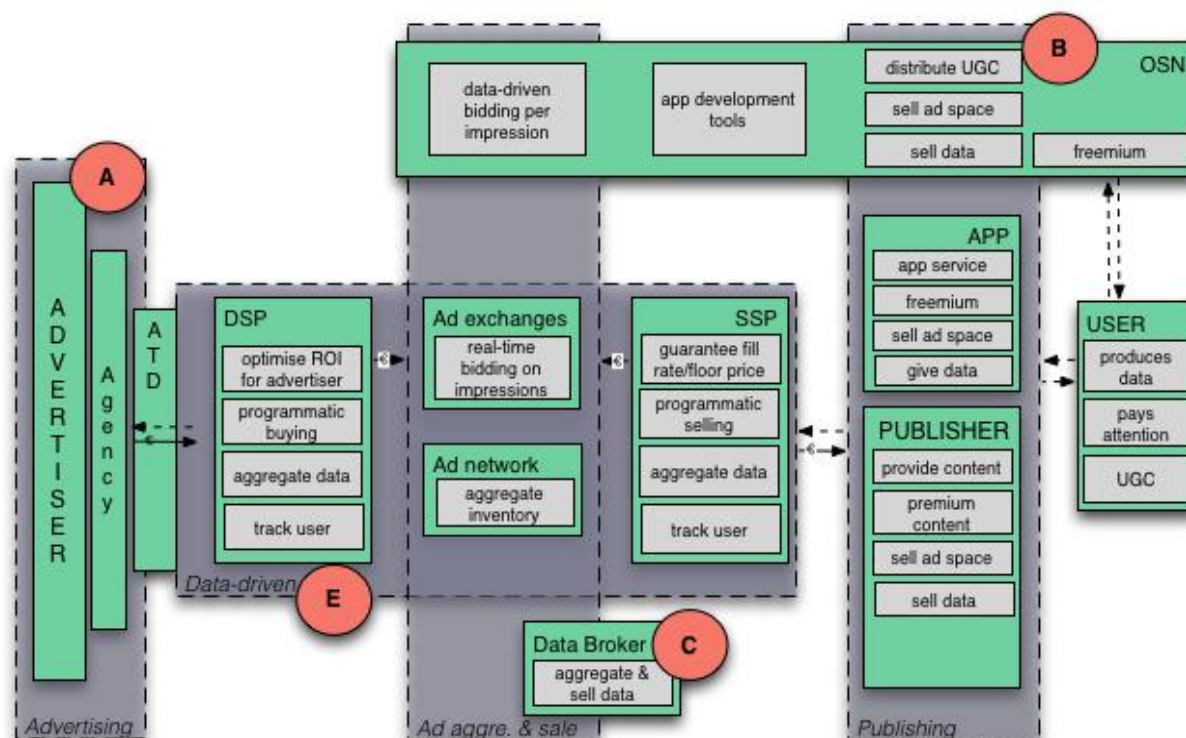 B
OSN
distribute UGC
data-driven
bidding per
impression
app development
tools
sell ad space
sell data
freemium
A
ADVERTISER
Agency
ATD
DSP
optimise ROI
for advertiser
programmatic
buying
aggregate data
track user
Data-driven
E
€
€
€
€
Ad exchanges
real-time
bidding on
impressions
Ad network
aggregate
inventory
SSP
guarantee fill
rate/floor price
programmatic
selling
aggregate data
track user
Data Broker
C
aggregate &
sell data
APP
app service
freemium
sell ad space
give data
PUBLISHER
provide content
premium
content
sell ad space
sell data
USER
produces
data
pays
attention
UGC
Advertising
Ad aggre. & sale
Publishing